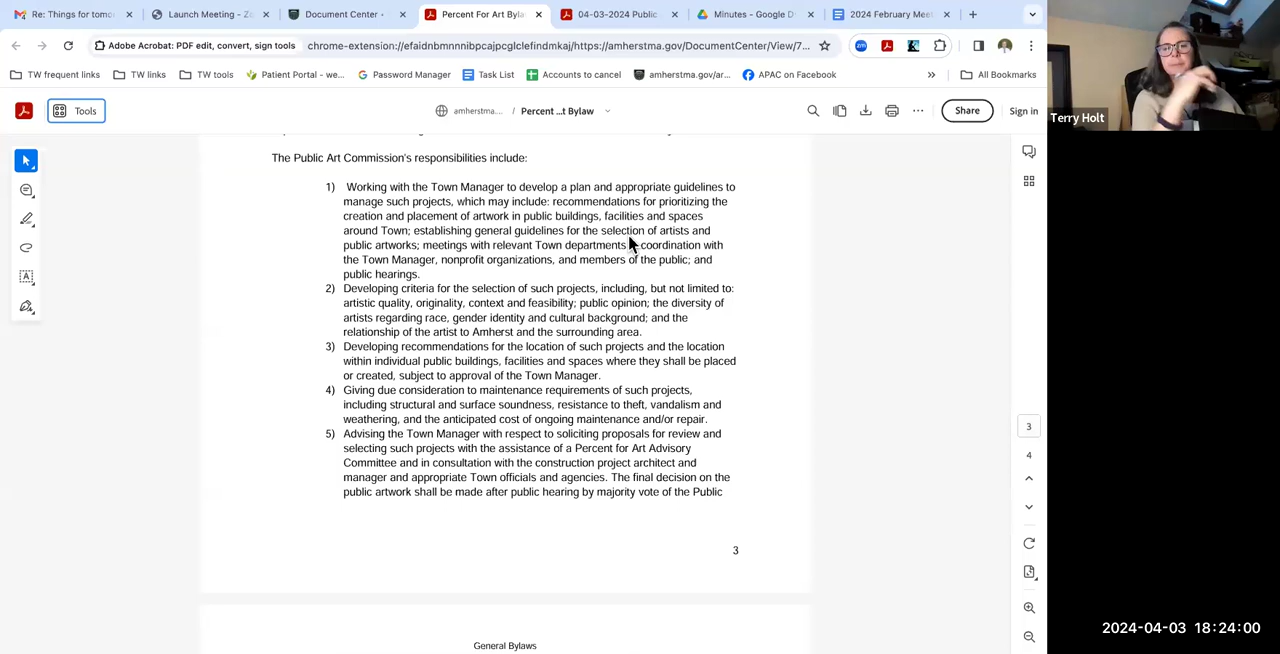 Re: Things for tomo
Launch Meeting - Z
Document Center •
Percent For Art Byla
04-03-2024 Public
Minutes - Google D
2024 February Mee
Adobe Acrobat: PDF edit, convert, sign tools
chrome-extension://efaidnbmnnnibpcajpcglclefindmkaj/https://amherstma.gov/DocumentCenter/View/7...
TW frequent links
TW links
TW tools
Patient Portal - we...
Password Manager
Task List
Accounts to cancel
amherstma.gov/ar...
APAC on Facebook
»
All Bookmarks
Tools
amherstma... / Percent ...t Bylaw
Share
Sign in
Terry Holt
The Public Art Commission's responsibilities include:
1) Working with the Town Manager to develop a plan and appropriate guidelines to
manage such projects, which may include: recommendations for prioritizing the
creation and placement of artwork in public buildings, facilities and spaces
around Town; establishing general guidelines for the selection of artists and
public artworks; meetings with relevant Town departments coordination with
the Town Manager, nonprofit organizations, and members of the public; and
public hearings.
2) Developing criteria for the selection of such projects, including, but not limited to:
artistic quality, originality, context and feasibility; public opinion; the diversity of
artists regarding race, gender identity and cultural background; and the
relationship of the artist to Amherst and the surrounding area.
3) Developing recommendations for the location of such projects and the location
within individual public buildings, facilities and spaces where they shall be placed
or created, subject to approval of the Town Manager.
4) Giving due consideration to maintenance requirements of such projects,
including structural and surface soundness, resistance to theft, vandalism and
weathering, and the anticipated cost of ongoing maintenance and/or repair.
5) Advising the Town Manager with respect to soliciting proposals for review and
selecting such projects with the assistance of a Percent for Art Advisory
Committee and in consultation with the construction project architect and
manager and appropriate Town officials and agencies. The final decision on the
public artwork shall be made after public hearing by majority vote of the Public
3
General Bylaws
3
4
2024-04-03 18:24:00